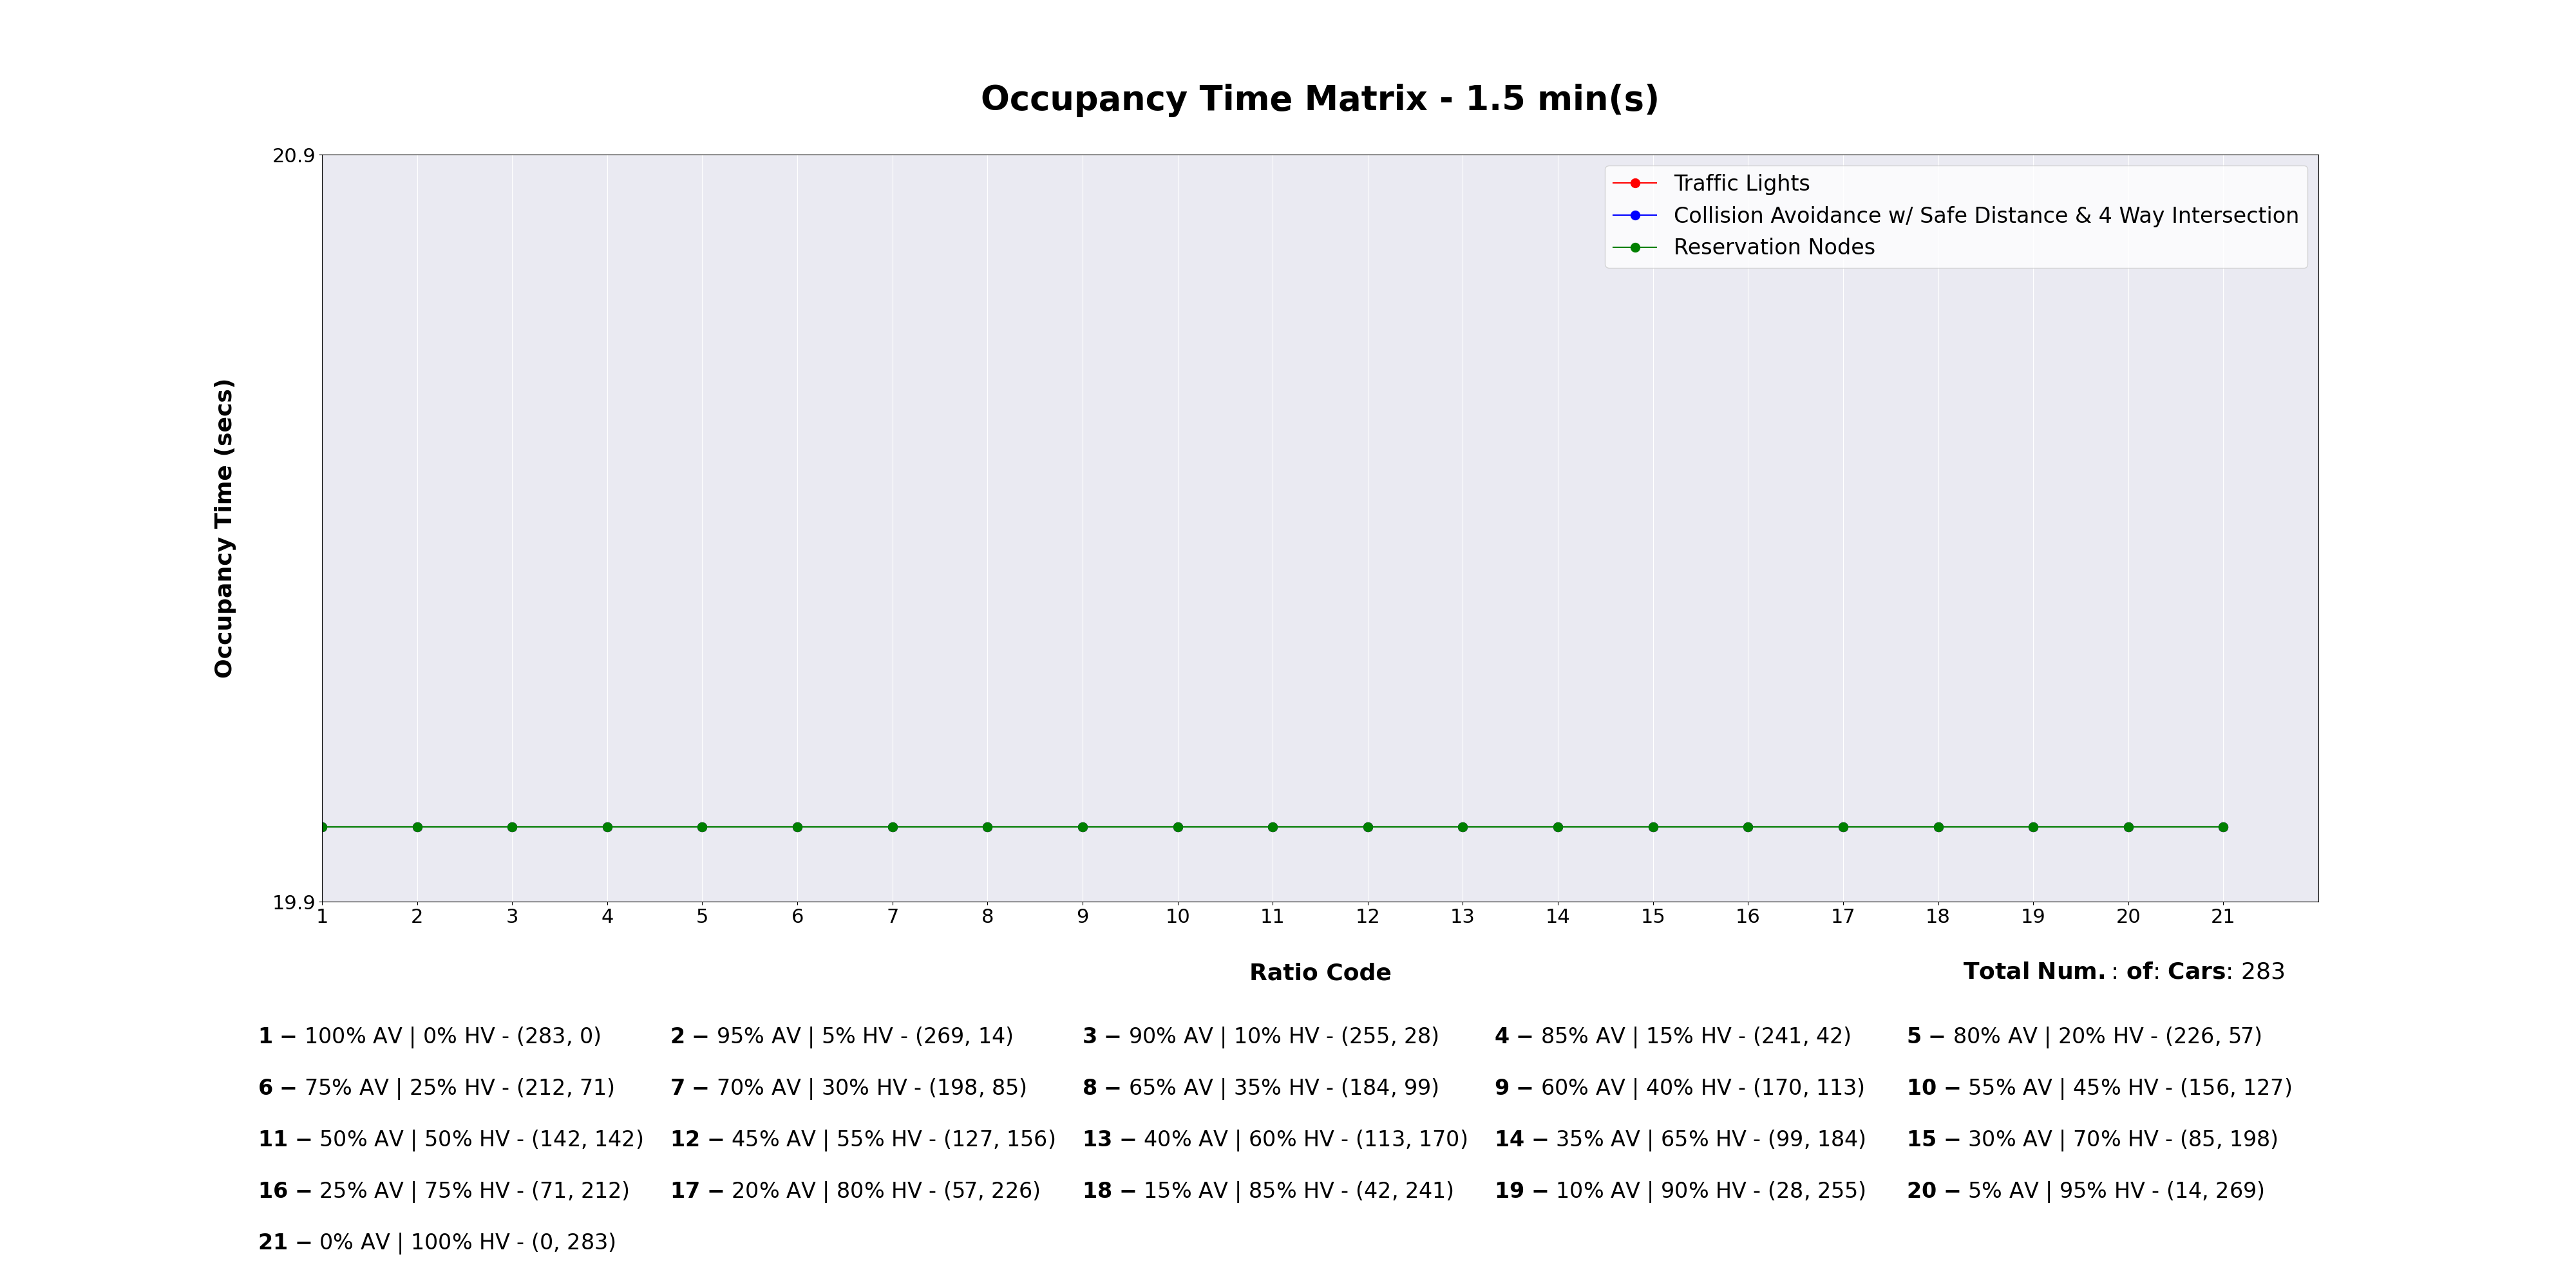 Occupancy Time Matrix - 1.5 min(s)
20.9
Traffic Lights
Collision Avoidance w/ Safe Distance & 4 Way Intersection
Reservation Nodes
Occupancy Time (secs)
19.9
1 2 3 4 5 6 7 8 9 10 11 12 13 14 15 16 17 18 19 20 21
Ratio Code
Total Num. : of: Cars: 283
1 − 100% AV | 0% HV - (283, 0) 2 − 95% AV | 5% HV - (269, 14) 3 − 90% AV | 10% HV - (255, 28) 4 − 85% AV | 15% HV - (241, 42) 5 − 80% AV | 20% HV - (226, 57)
6 − 75% AV | 25% HV - (212, 71) 7 − 70% AV | 30% HV - (198, 85) 8 − 65% AV | 35% HV - (184, 99) 9 − 60% AV | 40% HV - (170, 113) 10 − 55% AV | 45% HV - (156, 127)
11 − 50% AV | 50% HV - (142, 142) 12 − 45% AV | 55% HV - (127, 156) 13 − 40% AV | 60% HV - (113, 170) 14 − 35% AV | 65% HV - (99, 184) 15 − 30% AV | 70% HV - (85, 198)
16 − 25% AV | 75% HV - (71, 212) 17 − 20% AV | 80% HV - (57, 226) 18 − 15% AV | 85% HV - (42, 241) 19 − 10% AV | 90% HV - (28, 255) 20 − 5% AV | 95% HV - (14, 269)
21 − 0% AV | 100% HV - (0, 283)